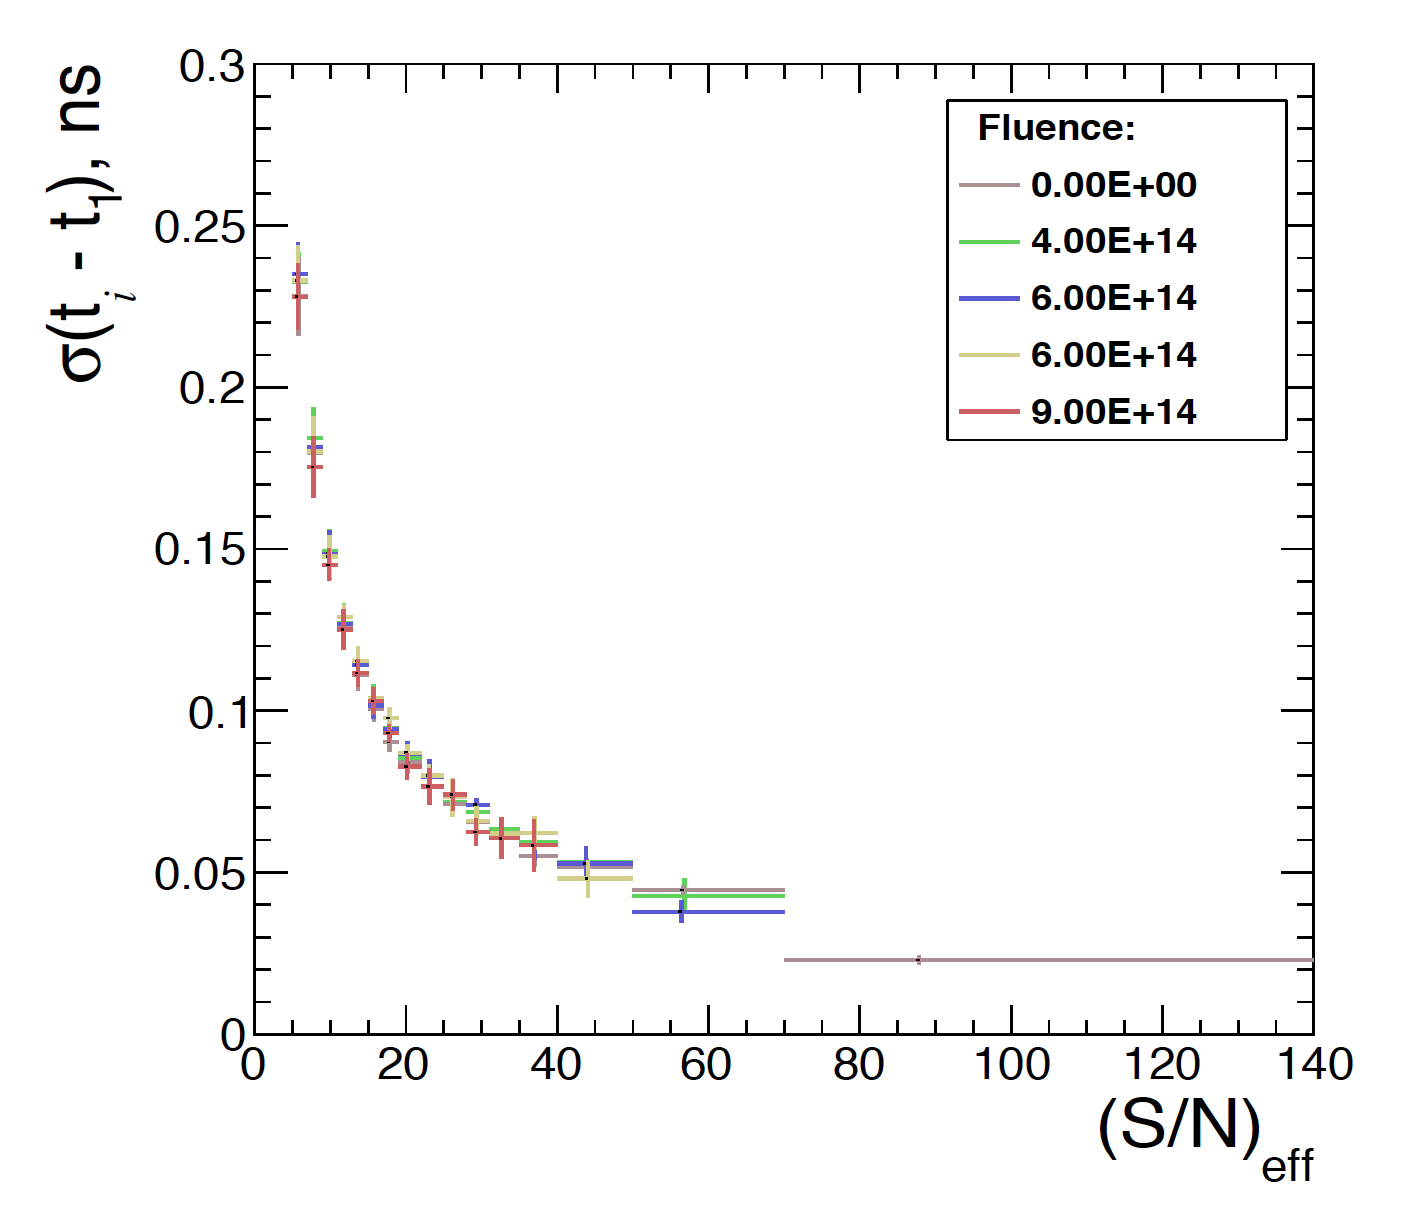 σ(t_i - t_1), ns
0.3
0.25
0.2
0.15
0.1
0.05
0
Fluence:
0.00E+00
4.00E+14
6.00E+14
6.00E+14
9.00E+14
0 20 40 60 80 100 120 140
(S/N)_eff